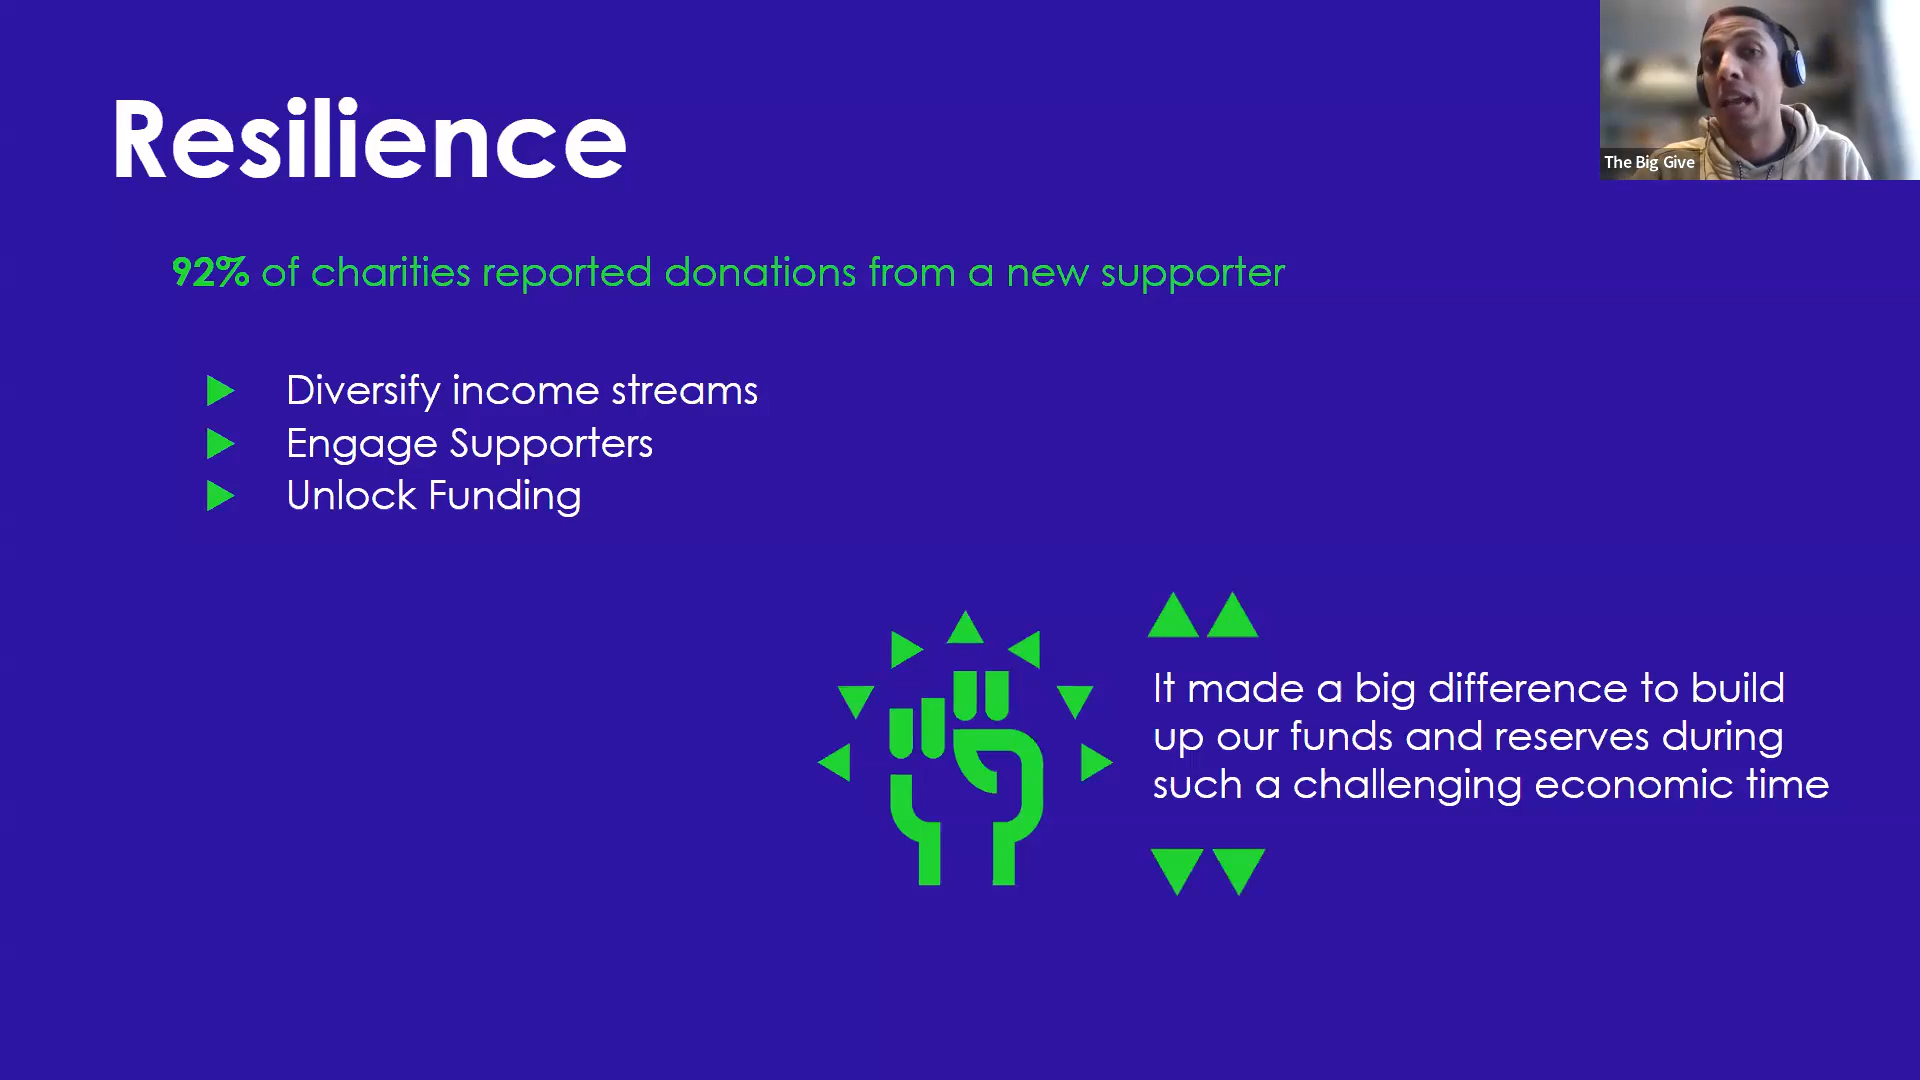 Resilience
The Big Give
92% of charities reported donations from a new supporter
Diversify income streams
Engage Supporters
Unlock Funding
It made a big difference to build
up our funds and reserves during
such a challenging economic time